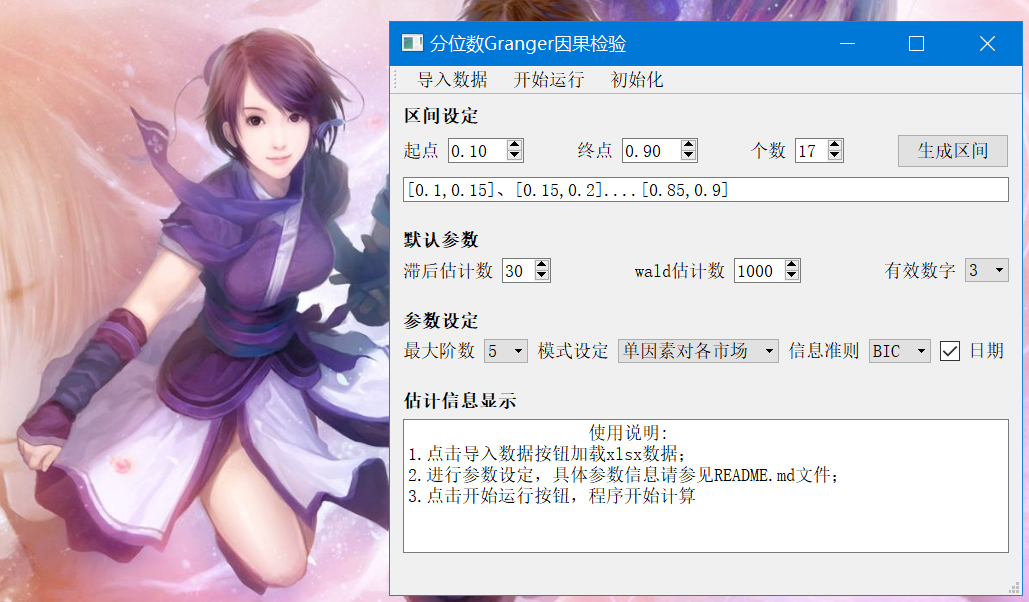 分位数Granger因果检验
导入数据 开始运行 初始化
区间设定
起点 0.10 终点 0.90 个数 17 生成区间
[0.1,0.15]、[0.15,0.2]....[0.85,0.9]
默认参数
滞后估计数 30 wald估计数 1000 有效数字 3
参数设定
最大阶数 5 模式设定 单因素对各市场 信息准则 BIC 日期
估计信息显示
使用说明:
1.点击导入数据按钮加载xlsx数据;
2.进行参数设定，具体参数信息请参见README.md文件;
3.点击开始运行按钮，程序开始计算